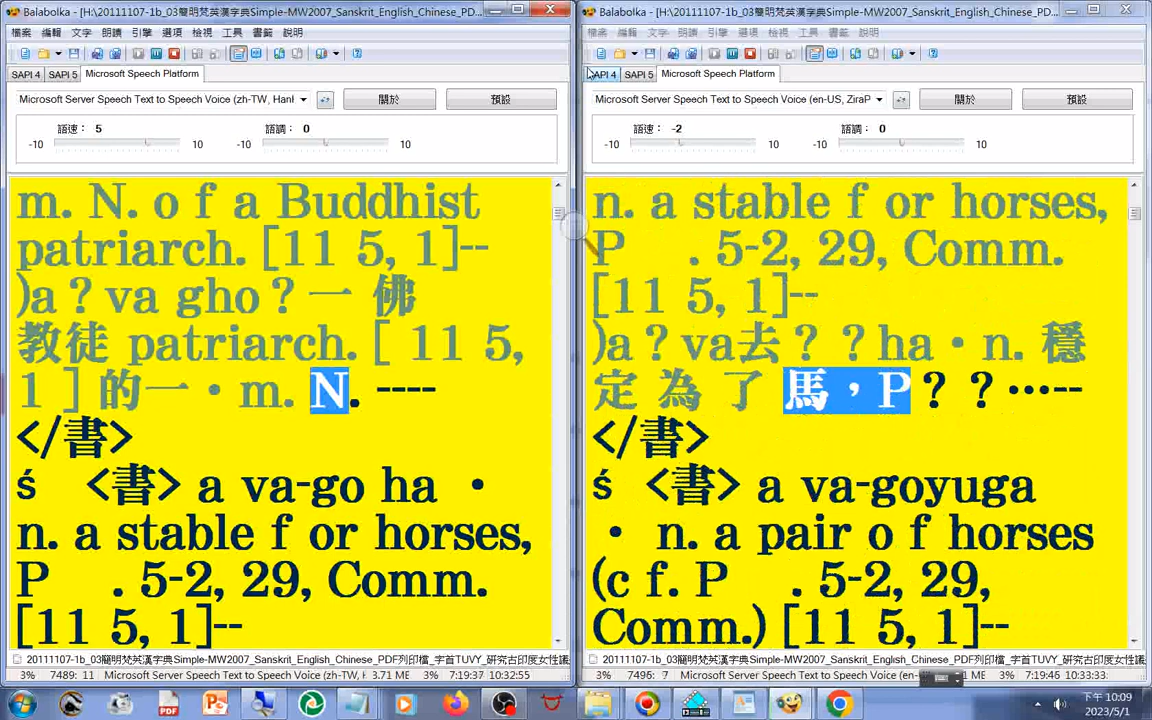 Balabolka - [H:\20111107-1b_03簡明梵英漢字典Simple-MW2007_Sanskrit_English_Chinese_PD...
檔案 編輯 文字 朗讀 引擎 選項 檢視 工具 書籤 說明
SAPI 4 SAPI 5 Microsoft Speech Platform
Microsoft Server Speech Text to Speech Voice (zh-TW, HanH 關於 預設
語速: 5 語調: 0
-10 10 -10 10
m. N. o f a Buddhist
patriarch. [11 5, 1]--
)a？va gho？一 佛
教徒 patriarch. [ 11 5,
1 ] 的一・m. N. ----
</書>
ś <書> a va-go ha ・
n. a stable f or horses,
P . 5-2, 29, Comm.
[11 5, 1]--
20111107-1b_03簡明梵英漢字典Simple-MW2007_Sanskrit_English_Chinese_PDF列印檔_字首TUVY_研究古印度女性議
3% 7489: 11 Microsoft Server Speech Text to Speech Voice (zh-TW, 3.71 MB 3% 7:19:37 10:32:55
Balabolka - [H:\20111107-1b_03簡明梵英漢字典Simple-MW2007_Sanskrit_English_Chinese_PD...
檔案 編輯 文字 朗讀 引擎 選項 檢視 工具 書籤 說明
SAPI 4 SAPI 5 Microsoft Speech Platform
Microsoft Server Speech Text to Speech Voice (en-US, ZiraP 關於 預設
語速: -2 語調: 0
-10 10 -10 10
n. a stable f or horses,
P . 5-2, 29, Comm.
[11 5, 1]--
)a？va去？？ha・n. 穩
定 為 了 馬，P？？…--
</書>
ś <書> a va-goyuga
・ n. a pair o f horses
(c f. P . 5-2, 29,
Comm.) [11 5, 1]--
20111107-1b_03簡明梵英漢字典Simple-MW2007_Sanskrit_English_Chinese_PDF列印檔_字首TUVY_研究古印度女性議
3% 7496: 7 Microsoft Server Speech Text to Speech Voice (en- 3.71 MB 3% 7:19:46 10:33:33
下午 10:09
2023/5/1